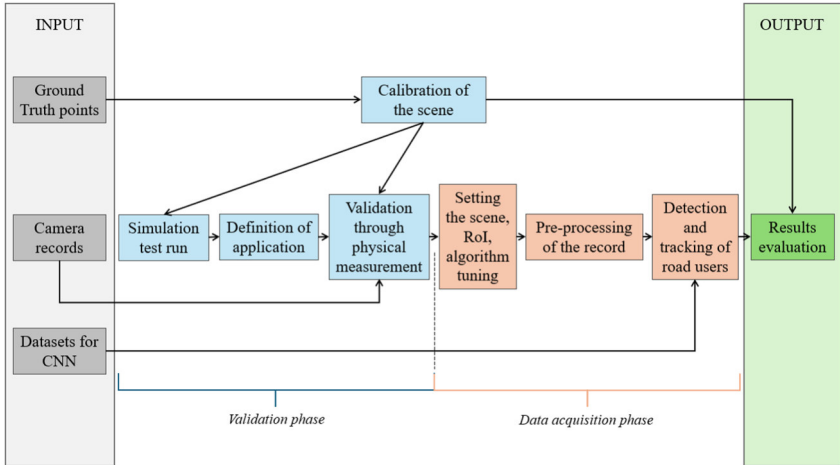 INPUT
OUTPUT
Ground
Truth points
Calibration of
the scene
Camera
records
Simulation
test run
Definition of
application
Validation
through
physical
measurement
Setting
the scene,
RoI,
algorithm
tuning
Pre-processing
of the record
Detection
and
tracking of
road users
Results
evaluation
Datasets for
CNN
Validation phase
Data acquisition phase